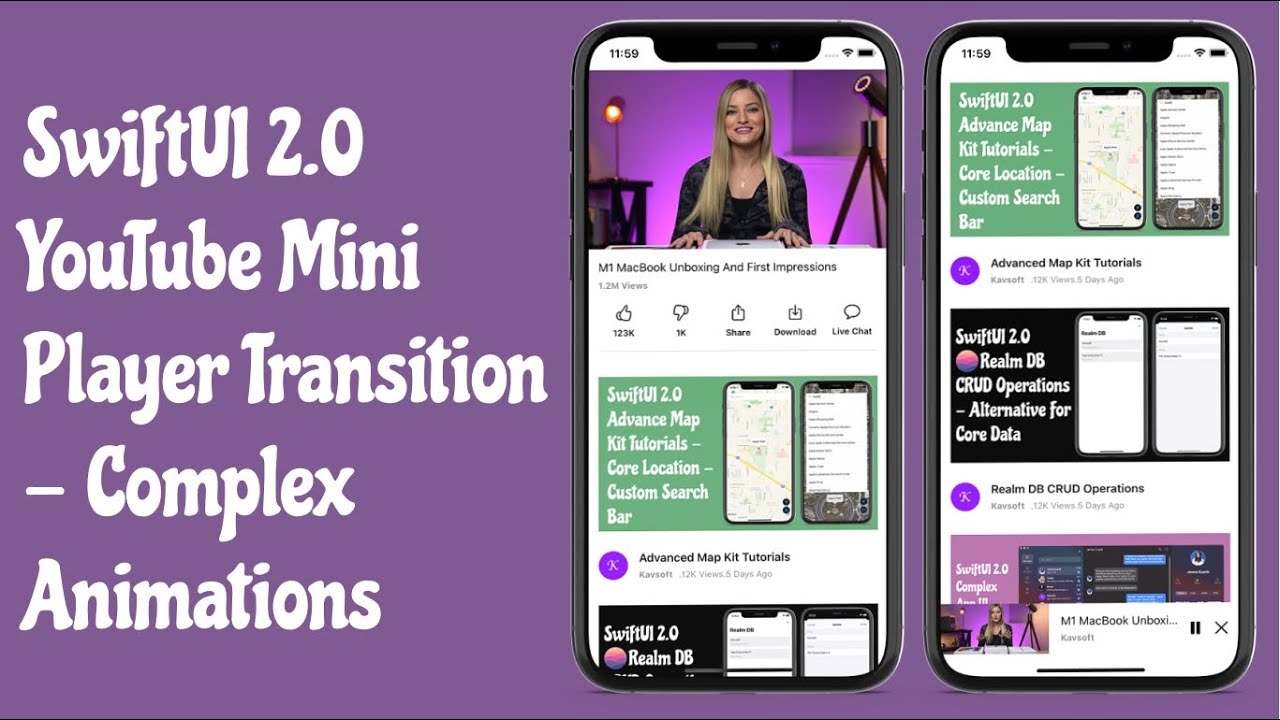 SwiftUI 2.0
YouTube Mini
Player Transition
- Complex
Animations
11:59
M1 MacBook Unboxing And First Impressions
1.2M Views
123K
1K
Share
Download
Live Chat
SwiftUI 2.0
Advance Map
Kit Tutorials -
Core Location -
Custom Search
Bar
K
Advanced Map Kit Tutorials
Kavsoft .12K Views.5 Days Ago
SwiftUI 2.0
Realm DB
Realm DB
11:59
SwiftUI 2.0
Advance Map
Kit Tutorials -
Core Location -
Custom Search
Bar
K
Advanced Map Kit Tutorials
Kavsoft .12K Views.5 Days Ago
SwiftUI 2.0
Realm DB
CRUD Operations
- Alternative For
Core Data
Realm DB
K
Realm DB CRUD Operations
Kavsoft .12K Views.5 Days Ago
SwiftUI 2.0
Complex
App UI
M1 MacBook Unboxi...
Kavsoft